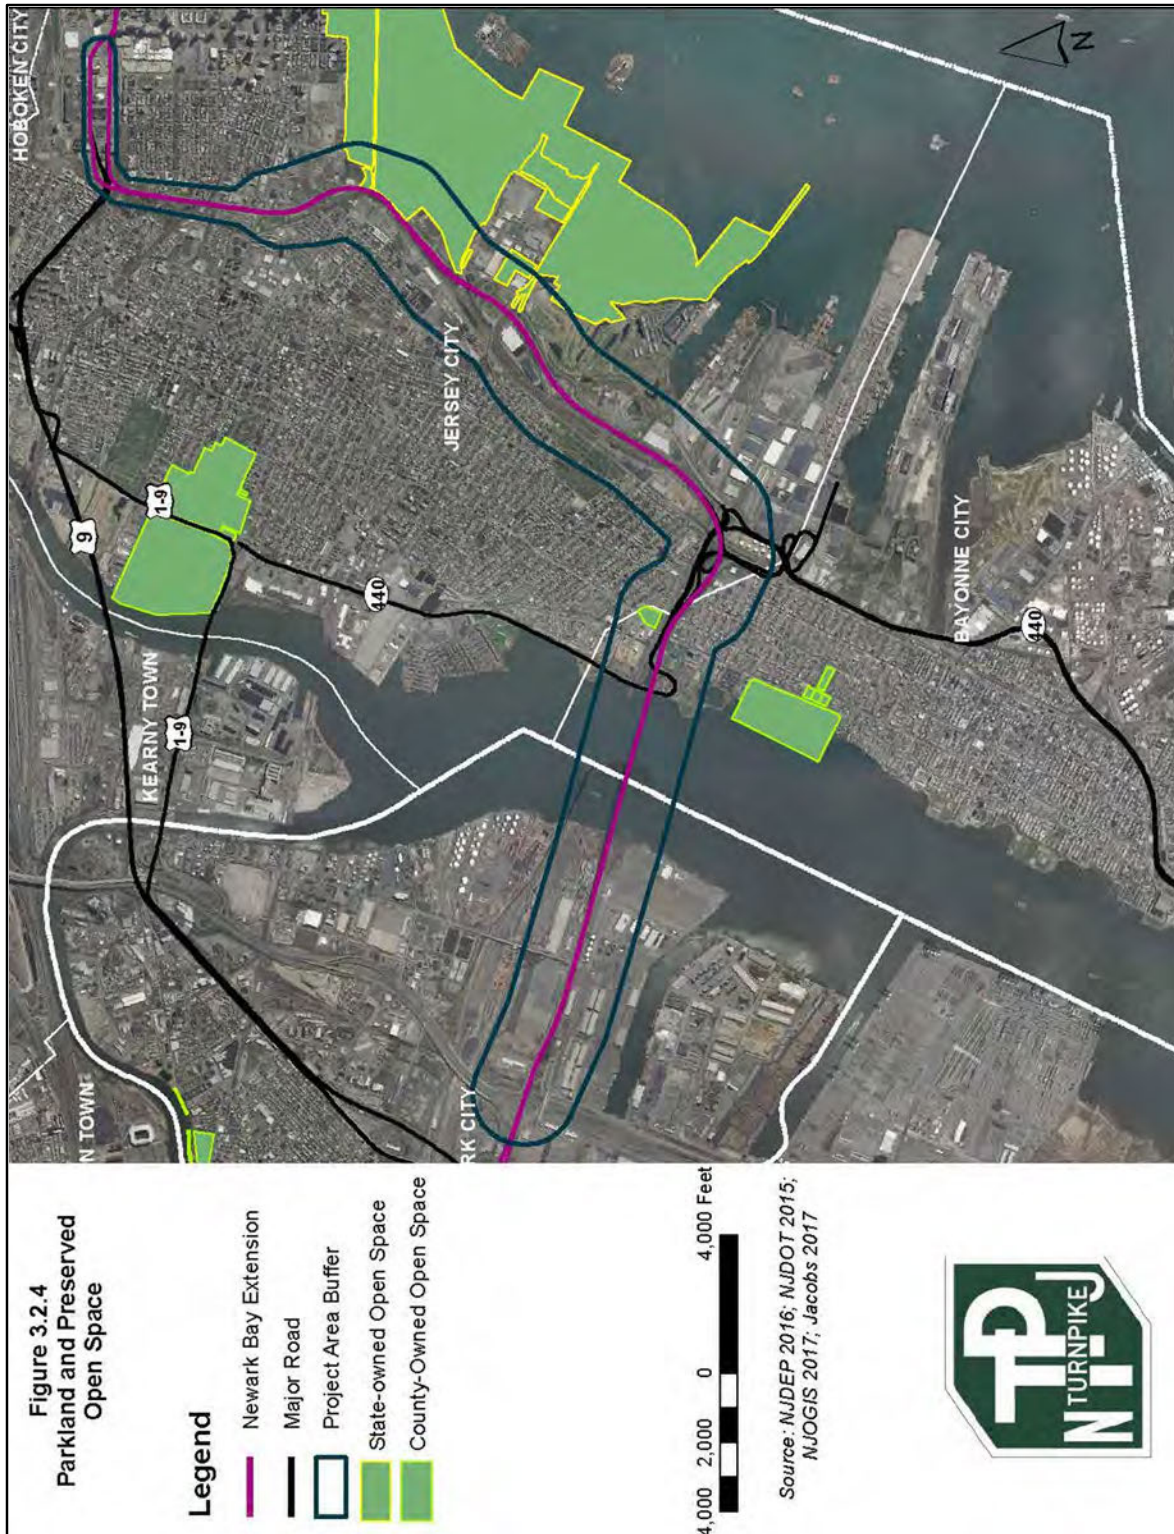 Figure 3.2.4
Parkland and Preserved
Open Space
Legend
Newark Bay Extension
Major Road
Project Area Buffer
State-owned Open Space
County-Owned Open Space
4,000 2,000 0 4,000 Feet
Source: NJDEP 2016; NJDOT 2015;
NJOGIS 2017; Jacobs 2017
NJTP
TURNPIKE
N TOWN
RK CITY
KEARNY TOWN
HOBOKEN CITY
JERSEY CITY
BAYONNE CITY
9
1-9
1-9
440
440
N